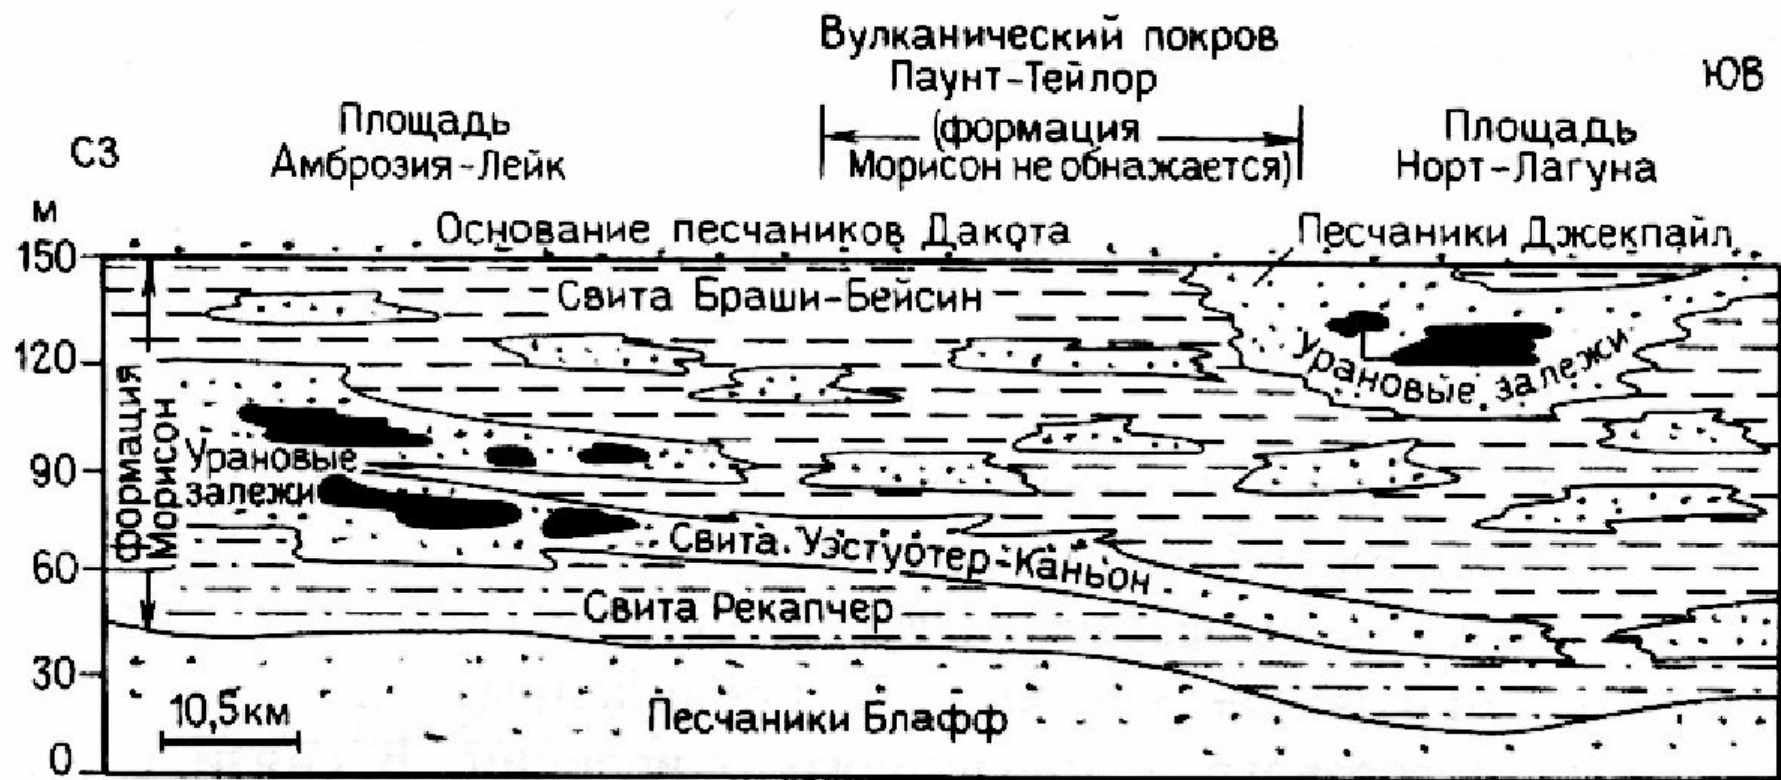 Вулканический покров
Паунт-Тейлор
(формация
Морисон не обнажается)
ЮВ
СЗ
Площадь
Амброзия-Лейк
Площадь
Норт-Лагуна
м
Основание песчаников Дакота
Песчаники Джекпайл
150
Свита Браши-Бейсин
120
Урановые залежи
формация
Морисон
Урановые
залежи
90
Свита Уэстуотер-Каньон
60
Свита Рекапчер
30
10,5км
Песчаники Блафф
0